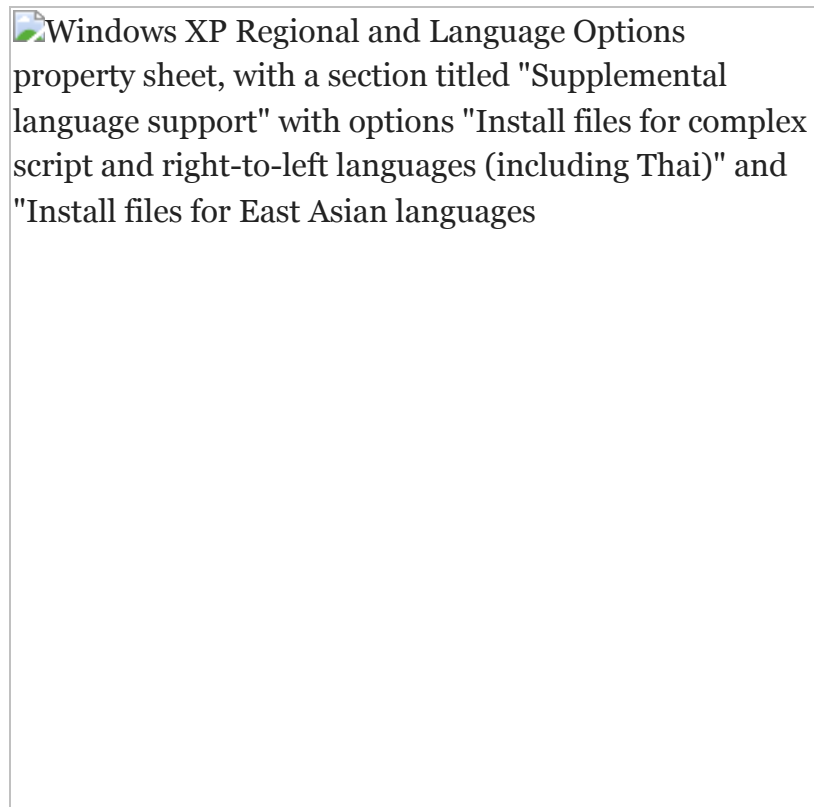 Windows XP Regional and Language Options
property sheet, with a section titled "Supplemental
language support" with options "Install files for complex
script and right-to-left languages (including Thai)" and
"Install files for East Asian languages